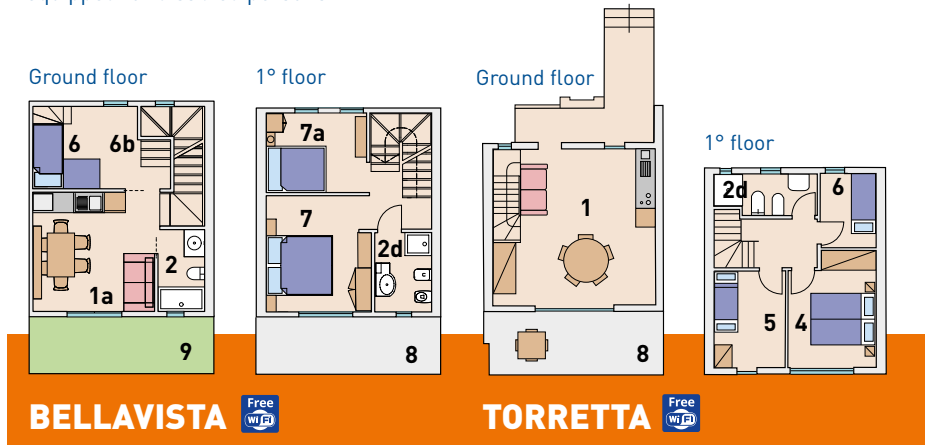 Ground floor
1° floor
6
6b
2
1a
9
7a
7
2d
8
BELLAVISTA
Free
Wi Fi
Ground floor
1° floor
1
8
2d
6
5
4
TORRETTA
Free
Wi Fi